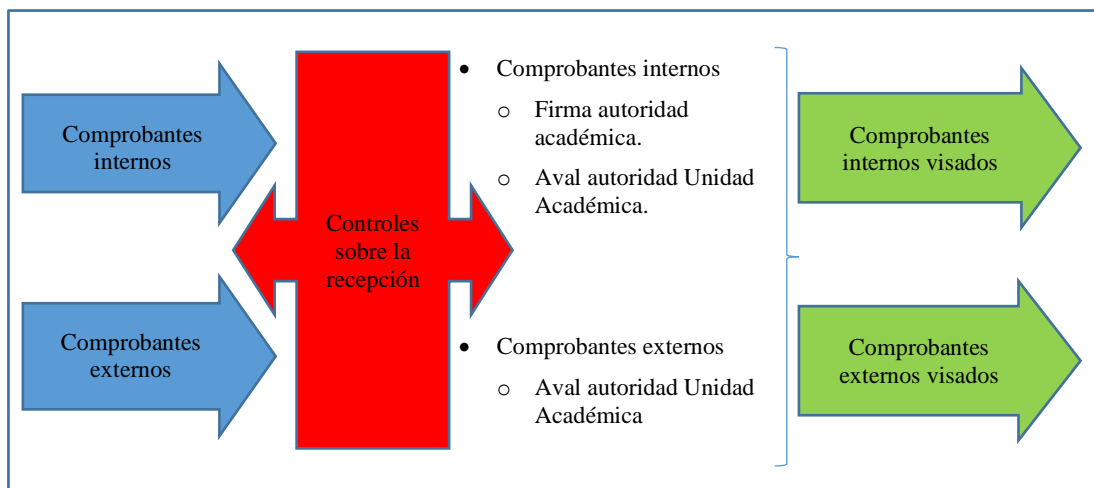 Comprobantes
internos
Comprobantes
externos
Controles
sobre la
recepción
• Comprobantes internos
o Firma autoridad
académica.
o Aval autoridad Unidad
Académica.
• Comprobantes externos
o Aval autoridad Unidad
Académica
Comprobantes
internos visados
Comprobantes
externos visados